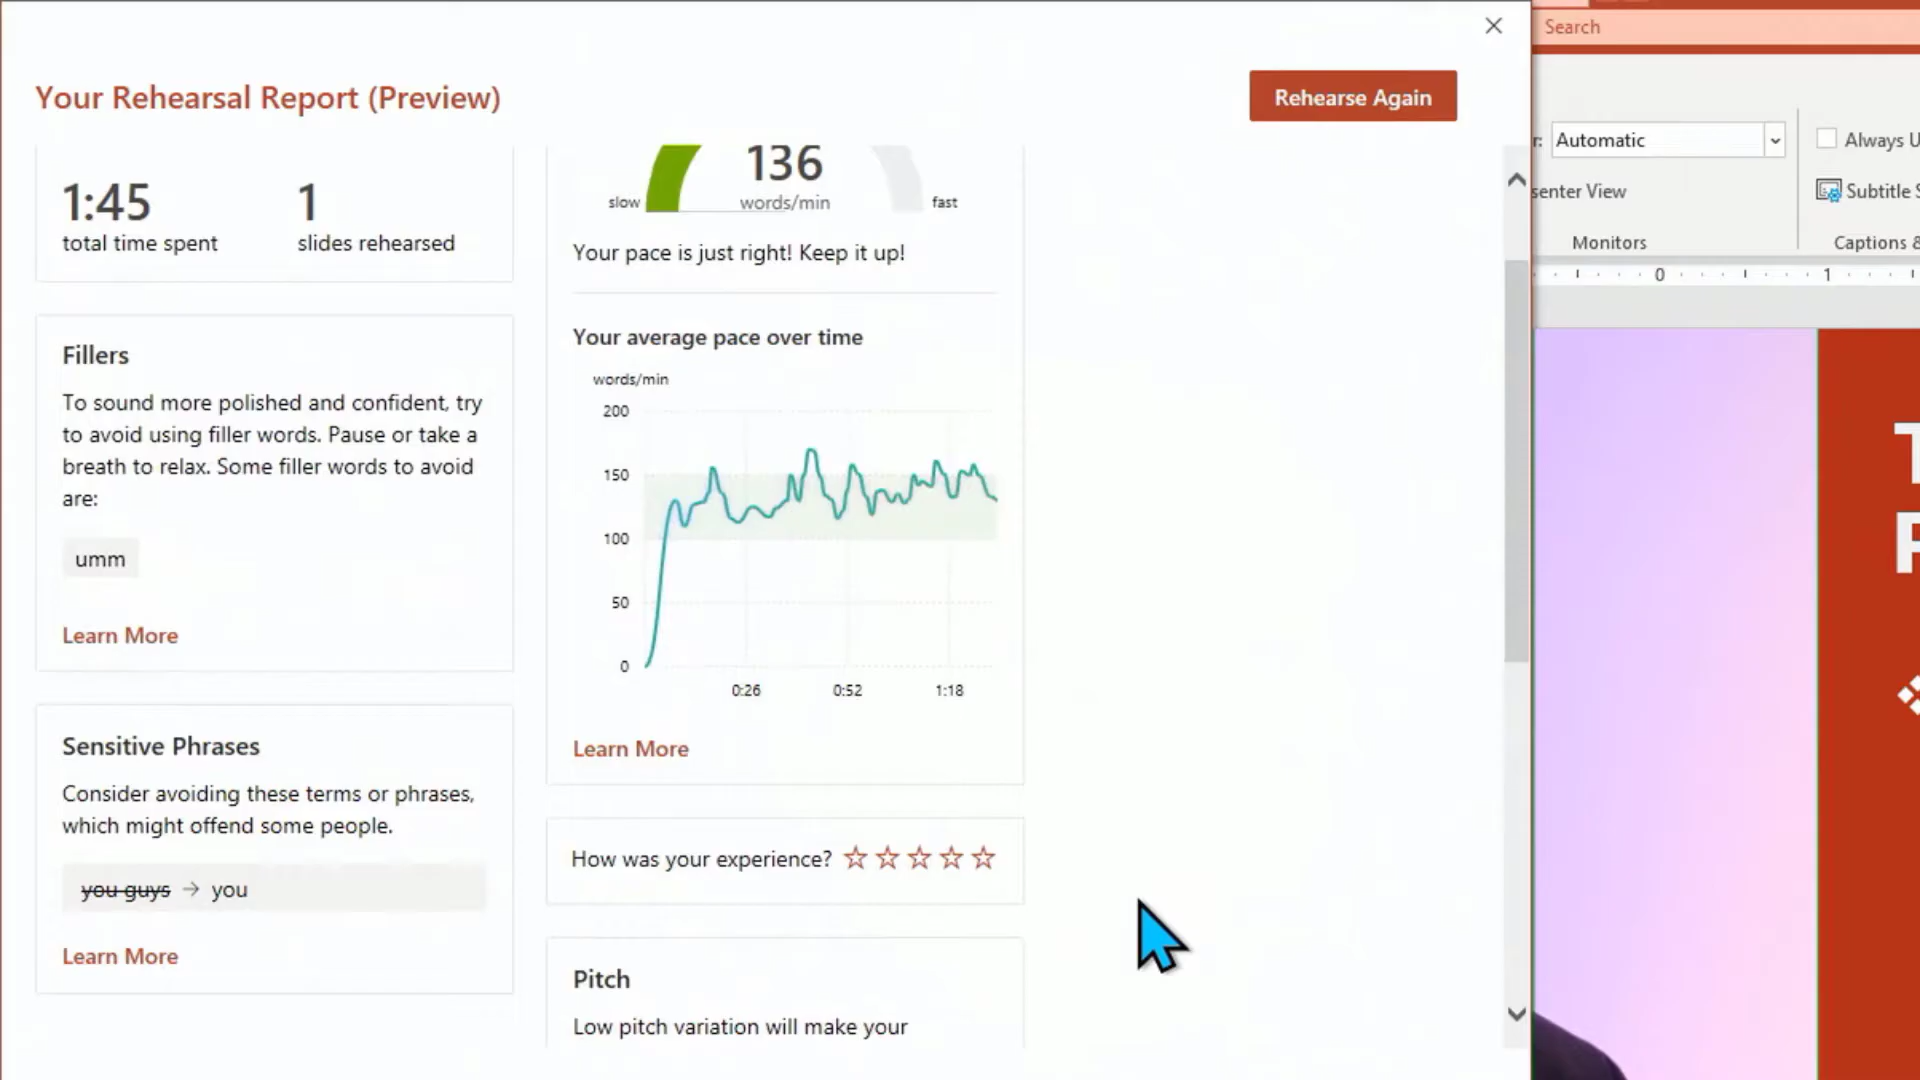 Your Rehearsal Report (Preview)
Rehearse Again
1:45
total time spent
1
slides rehearsed
Fillers
To sound more polished and confident, try
to avoid using filler words. Pause or take a
breath to relax. Some filler words to avoid
are:
umm
Learn More
Sensitive Phrases
Consider avoiding these terms or phrases,
which might offend some people.
you guys → you
Learn More
136
slow words/min fast
Your pace is just right! Keep it up!
Your average pace over time
words/min
200
150
100
50
0
0:26 0:52 1:18
Learn More
How was your experience?
Pitch
Low pitch variation will make your
Search
r: Automatic
Always U
senter View
Subtitle S
Monitors
Captions &
0 1
T
P